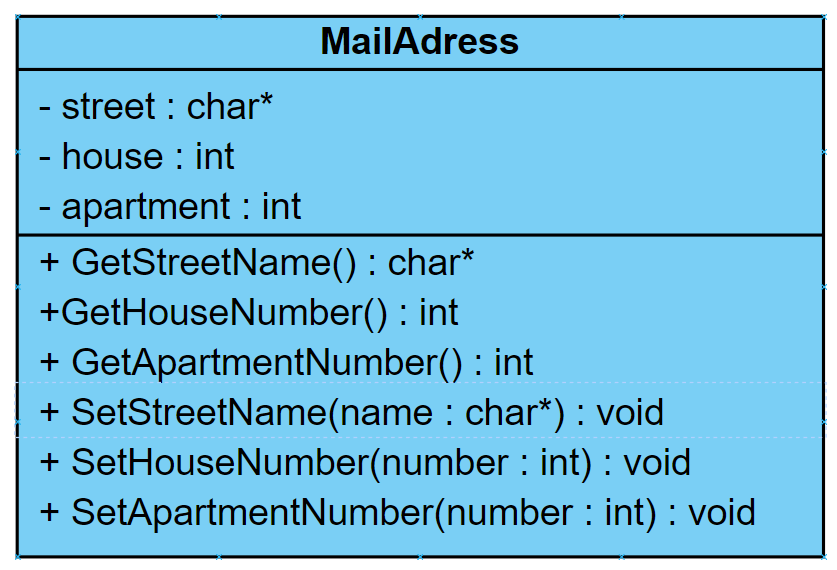 MailAdress
- street : char*
- house : int
- apartment : int
+ GetStreetName() : char*
+GetHouseNumber() : int
+ GetApartmentNumber() : int
+ SetStreetName(name : char*) : void
+ SetHouseNumber(number : int) : void
+ SetApartmentNumber(number : int) : void